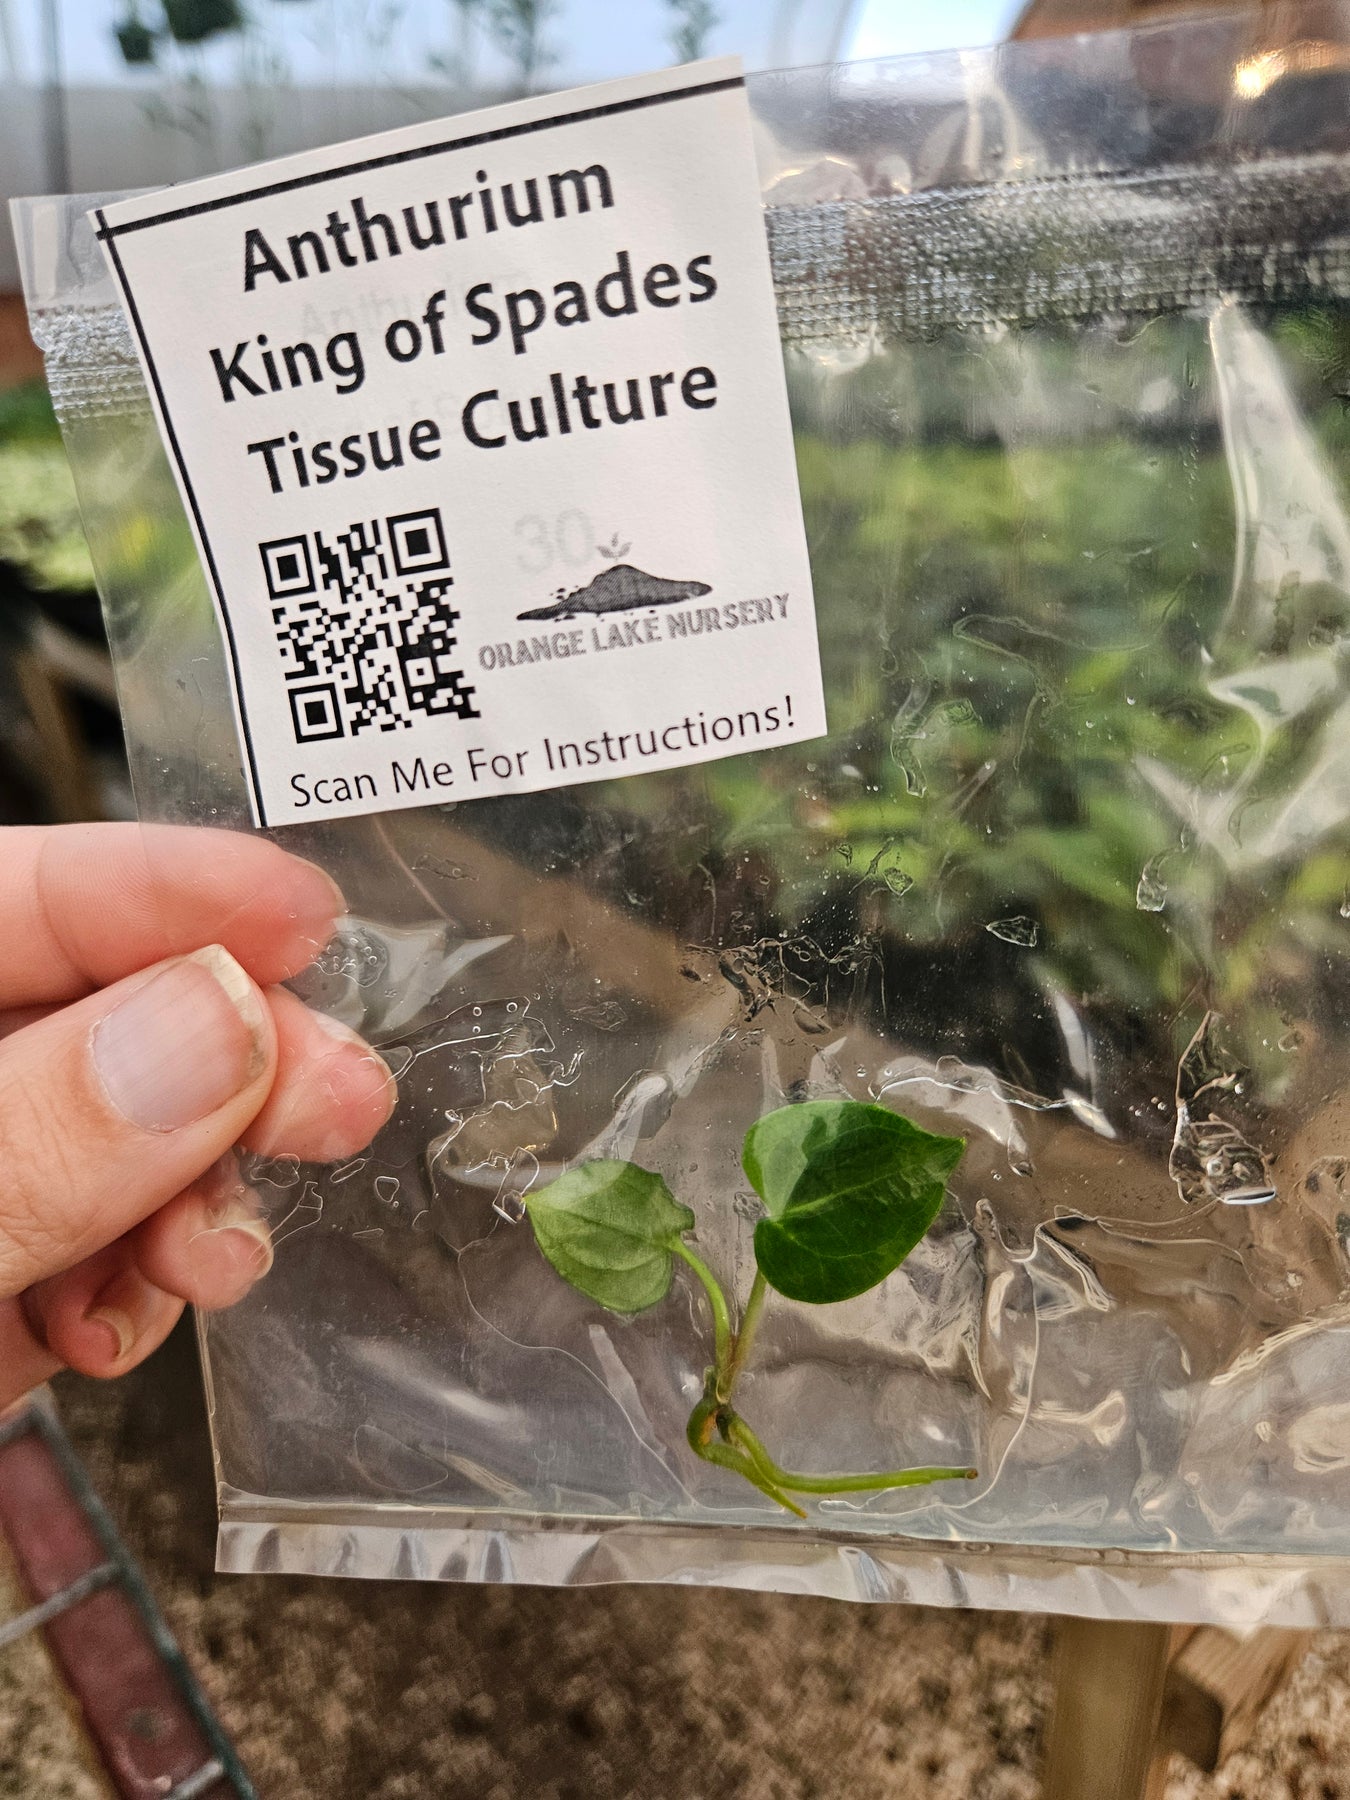 Anthurium
King of Spades
Tissue Culture
30
ORANGE LAKE NURSERY
Scan Me For Instructions!